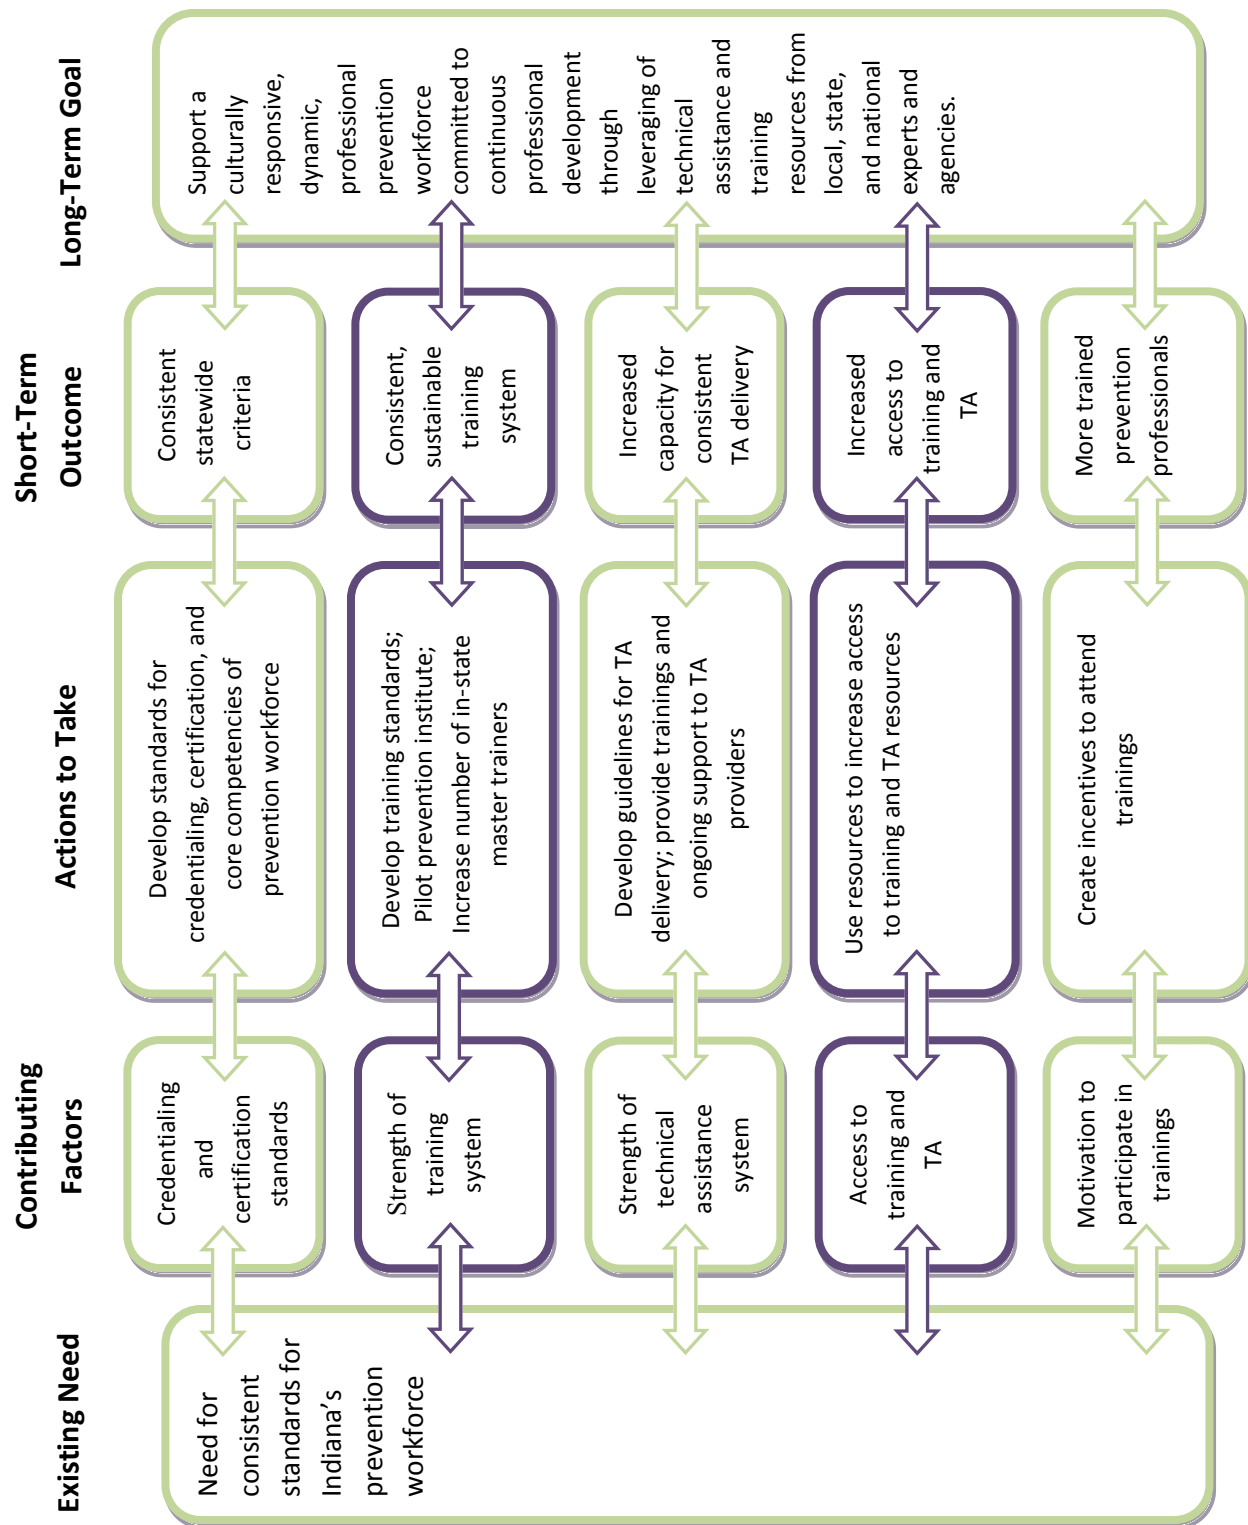 Existing Need
Need for
consistent
standards for
Indiana's
prevention
workforce
Contributing
Factors
Credentialing
and
certification
standards
Strength of
training
system
Strength of
technical
assistance
system
Access to
training and
TA
Motivation to
participate in
trainings
Actions to Take
Develop standards for
credentialing, certification, and
core competencies of
prevention workforce
Develop training standards;
Pilot prevention institute;
Increase number of in-state
master trainers
Develop guidelines for TA
delivery; provide trainings and
ongoing support to TA
providers
Use resources to increase access
to training and TA resources
Create incentives to attend
trainings
Short-Term
Outcome
Consistent
statewide
criteria
Consistent,
sustainable
training
system
Increased
capacity for
consistent
TA delivery
Increased
access to
training and
TA
More trained
prevention
professionals
Long-Term Goal
Support a
culturally
responsive,
dynamic,
professional
prevention
workforce
committed to
continuous
professional
development
through
leveraging of
technical
assistance and
training
resources from
local, state,
and national
experts and
agencies.